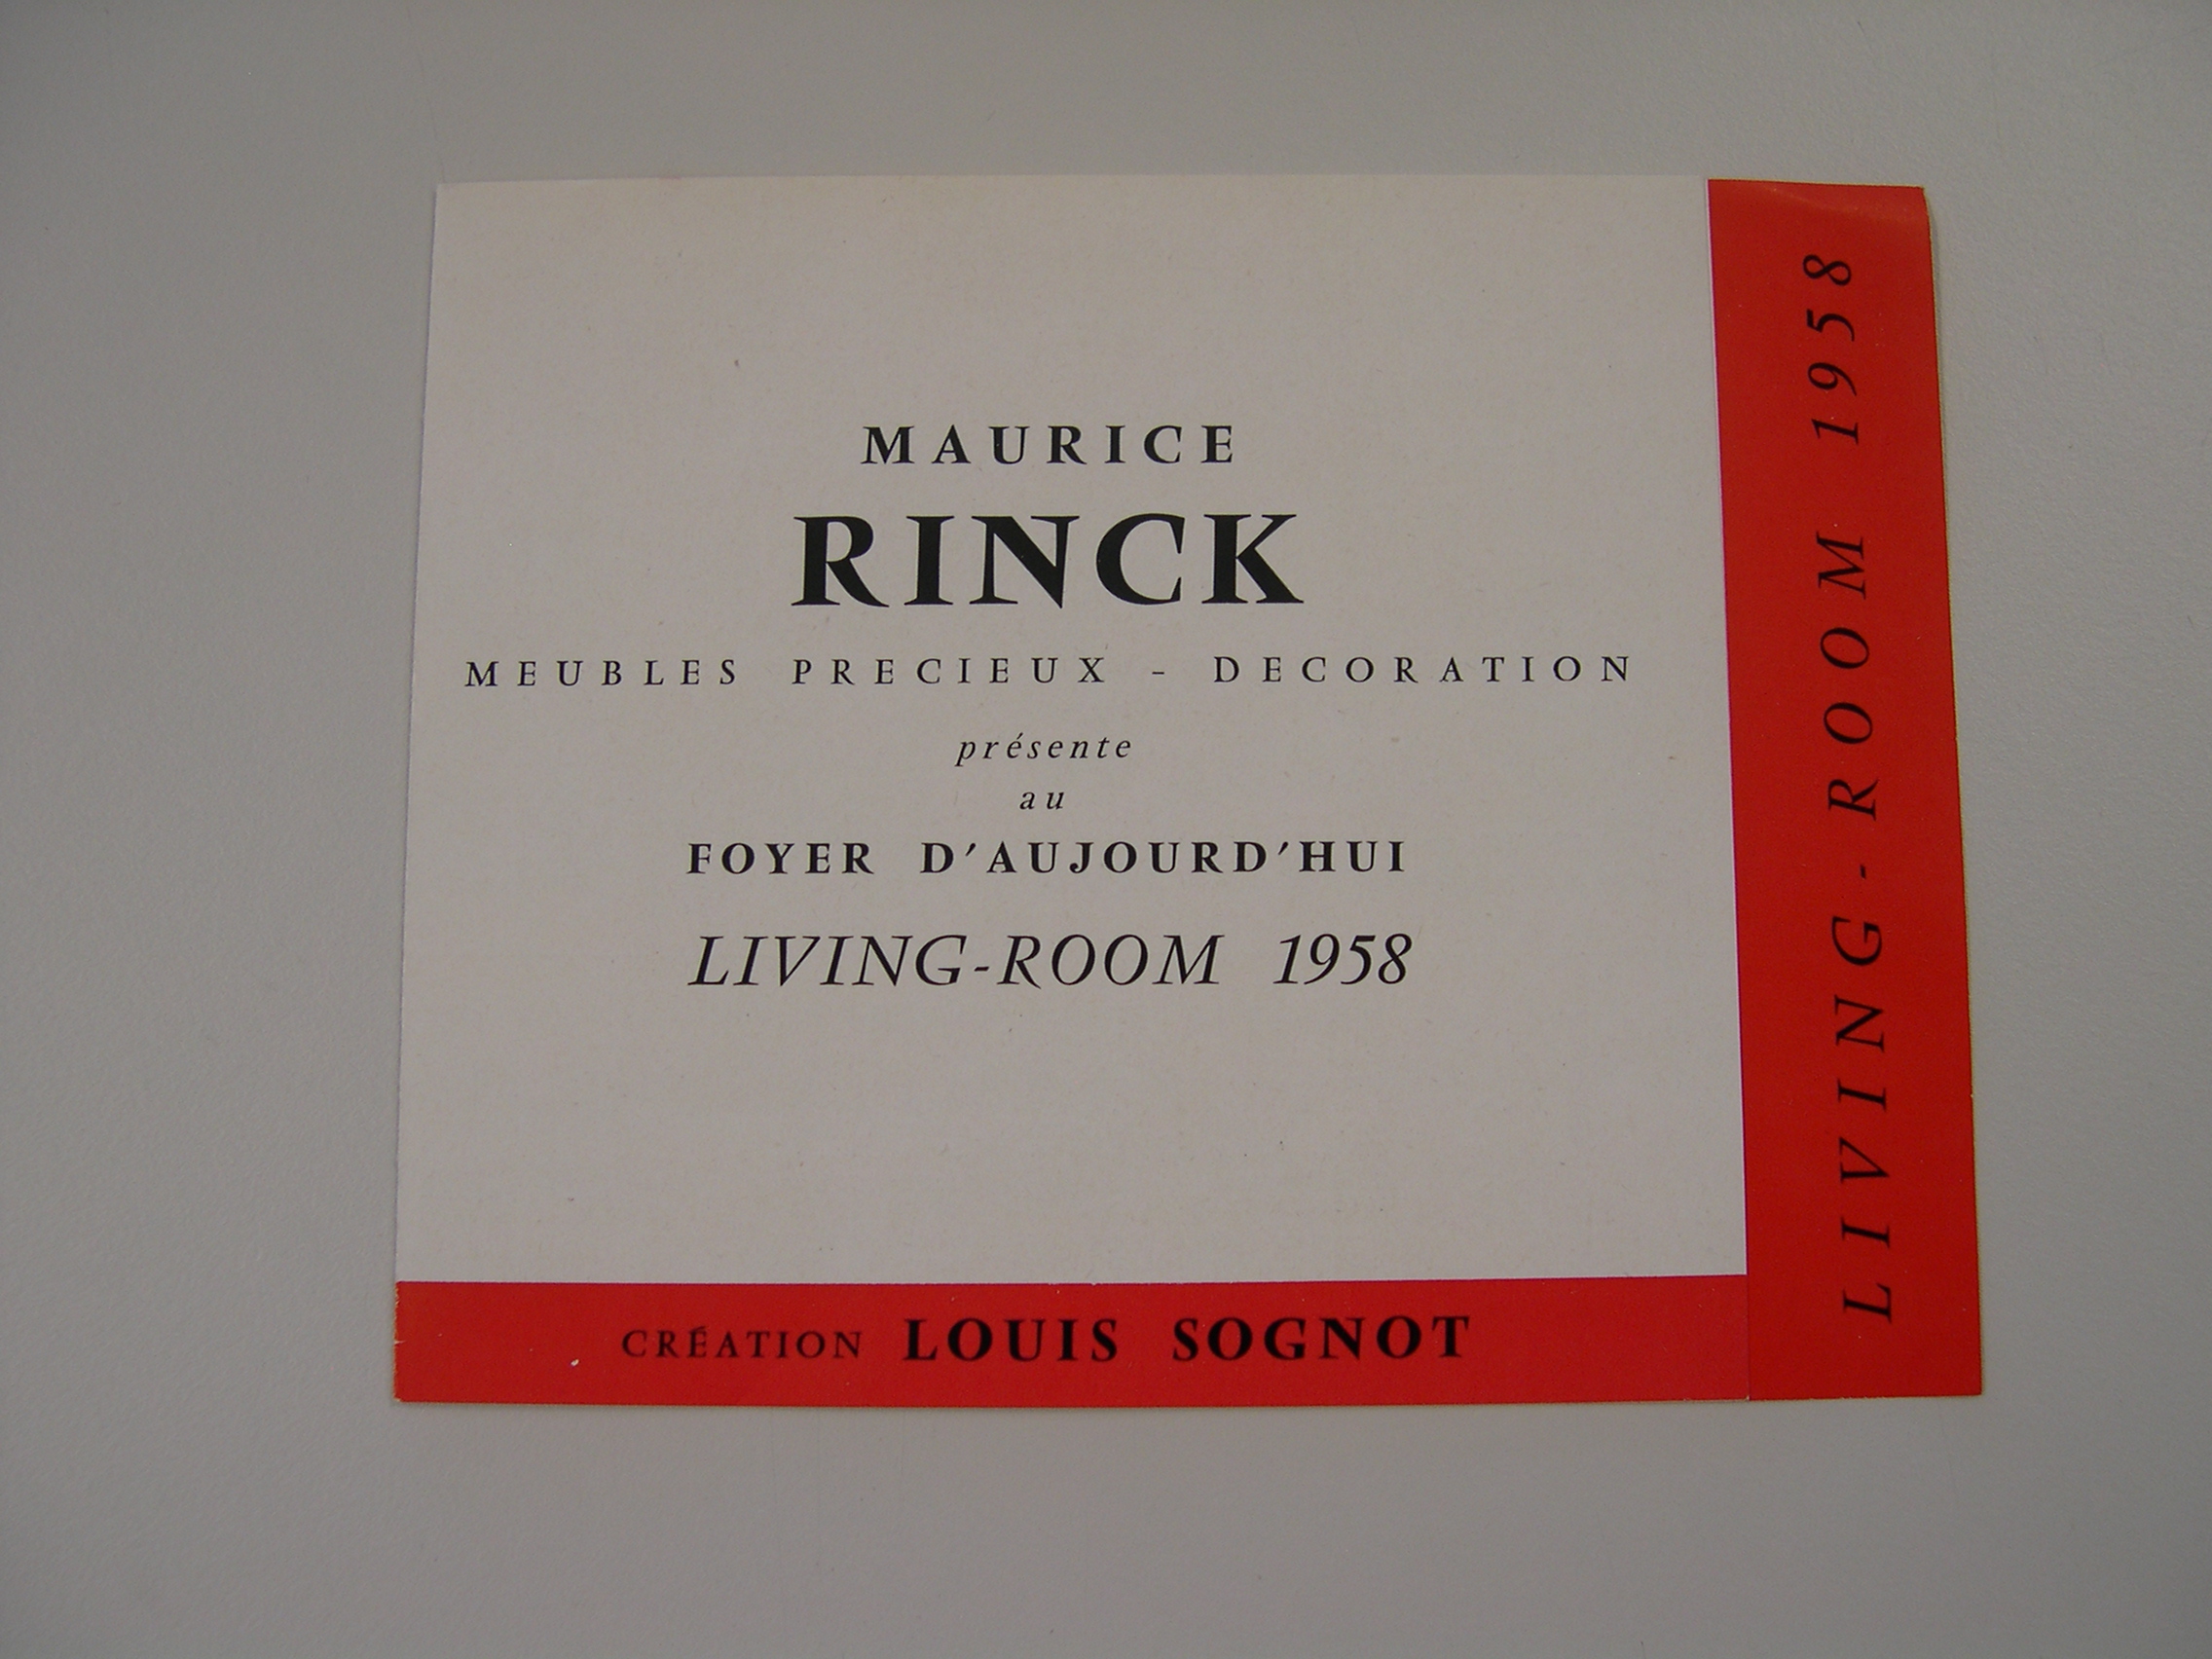 MAURICE
RINCK
MEUBLES PRECIEUX - DECORATION
présente
au
FOYER D'AUJOURD'HUI
LIVING-ROOM 1958
CRÉATION LOUIS SOGNOT
LIVING-ROOM 1958